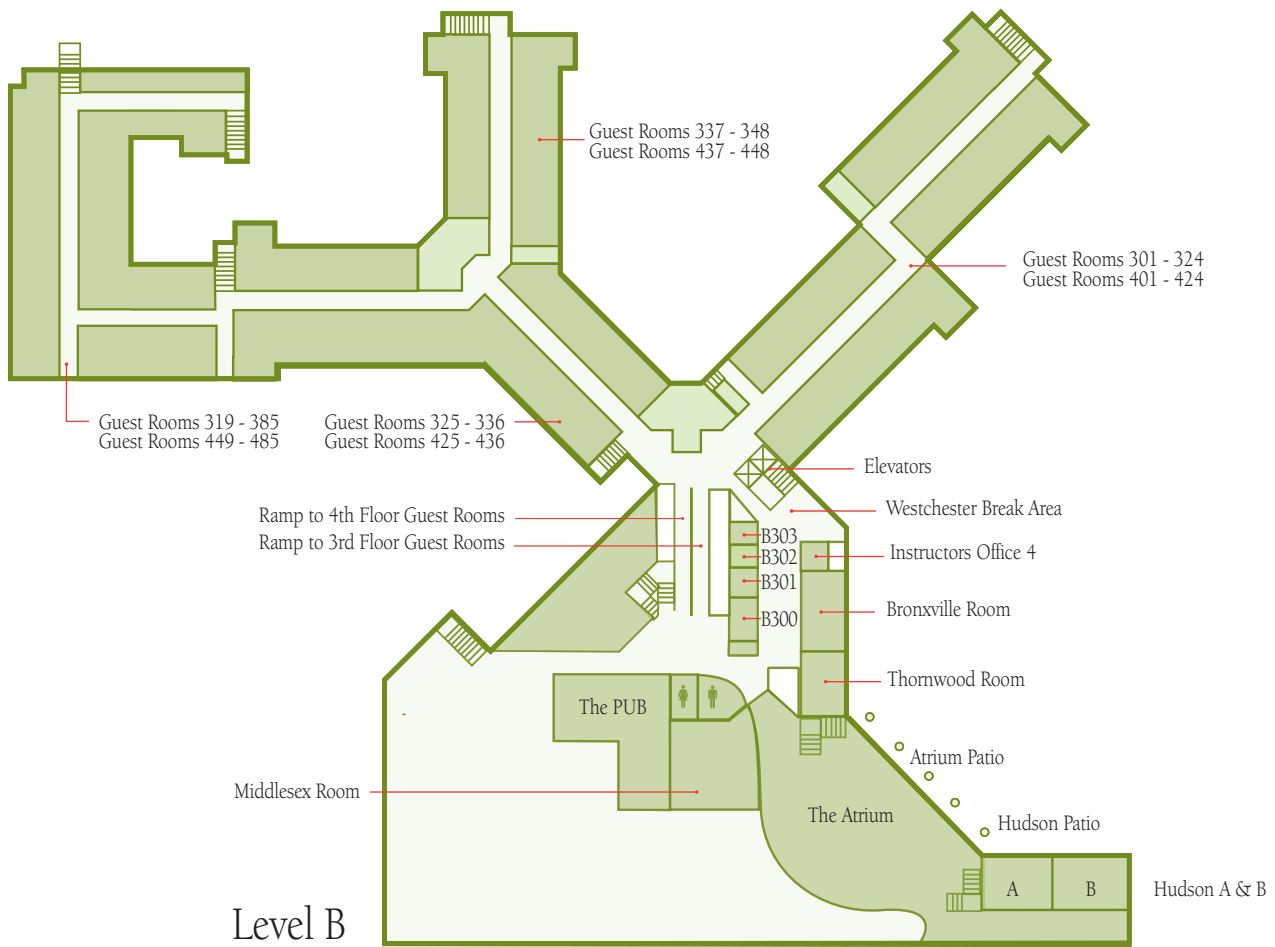 Guest Rooms 337 - 348
Guest Rooms 437 - 448
Guest Rooms 301 - 324
Guest Rooms 401 - 424
Guest Rooms 319 - 385
Guest Rooms 449 - 485
Guest Rooms 325 - 336
Guest Rooms 425 - 436
Elevators
Westchester Break Area
Ramp to 4th Floor Guest Rooms
Ramp to 3rd Floor Guest Rooms
B303
B302
B301
B300
Instructors Office 4
Bronxville Room
Thornwood Room
The PUB
Atrium Patio
Middlesex Room
The Atrium
Hudson Patio
A
B
Hudson A & B
Level B